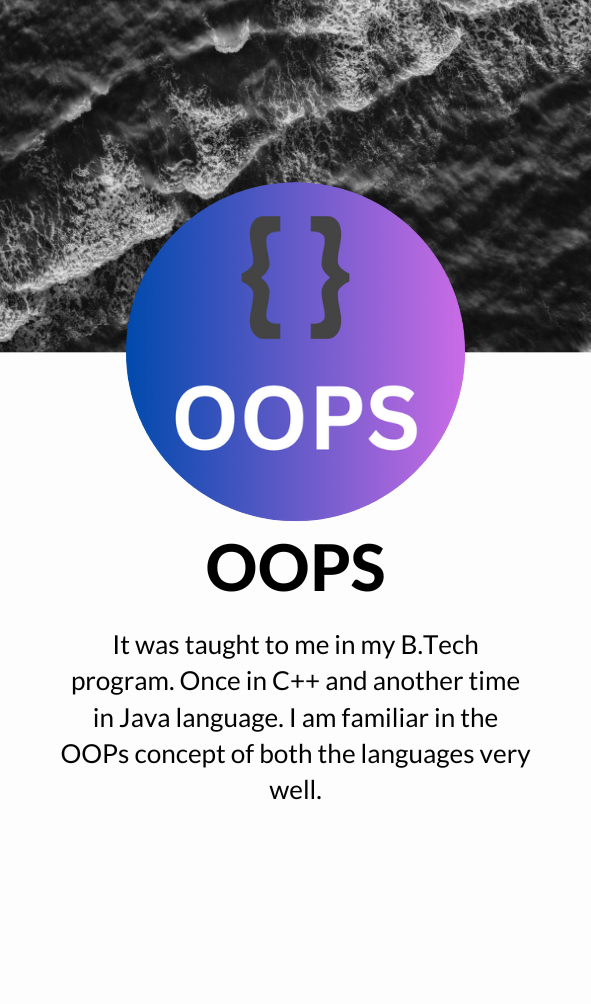 { }
OOPS
OOPS
It was taught to me in my B.Tech
program. Once in C++ and another time
in Java language. I am familiar in the
OOPs concept of both the languages very
well.